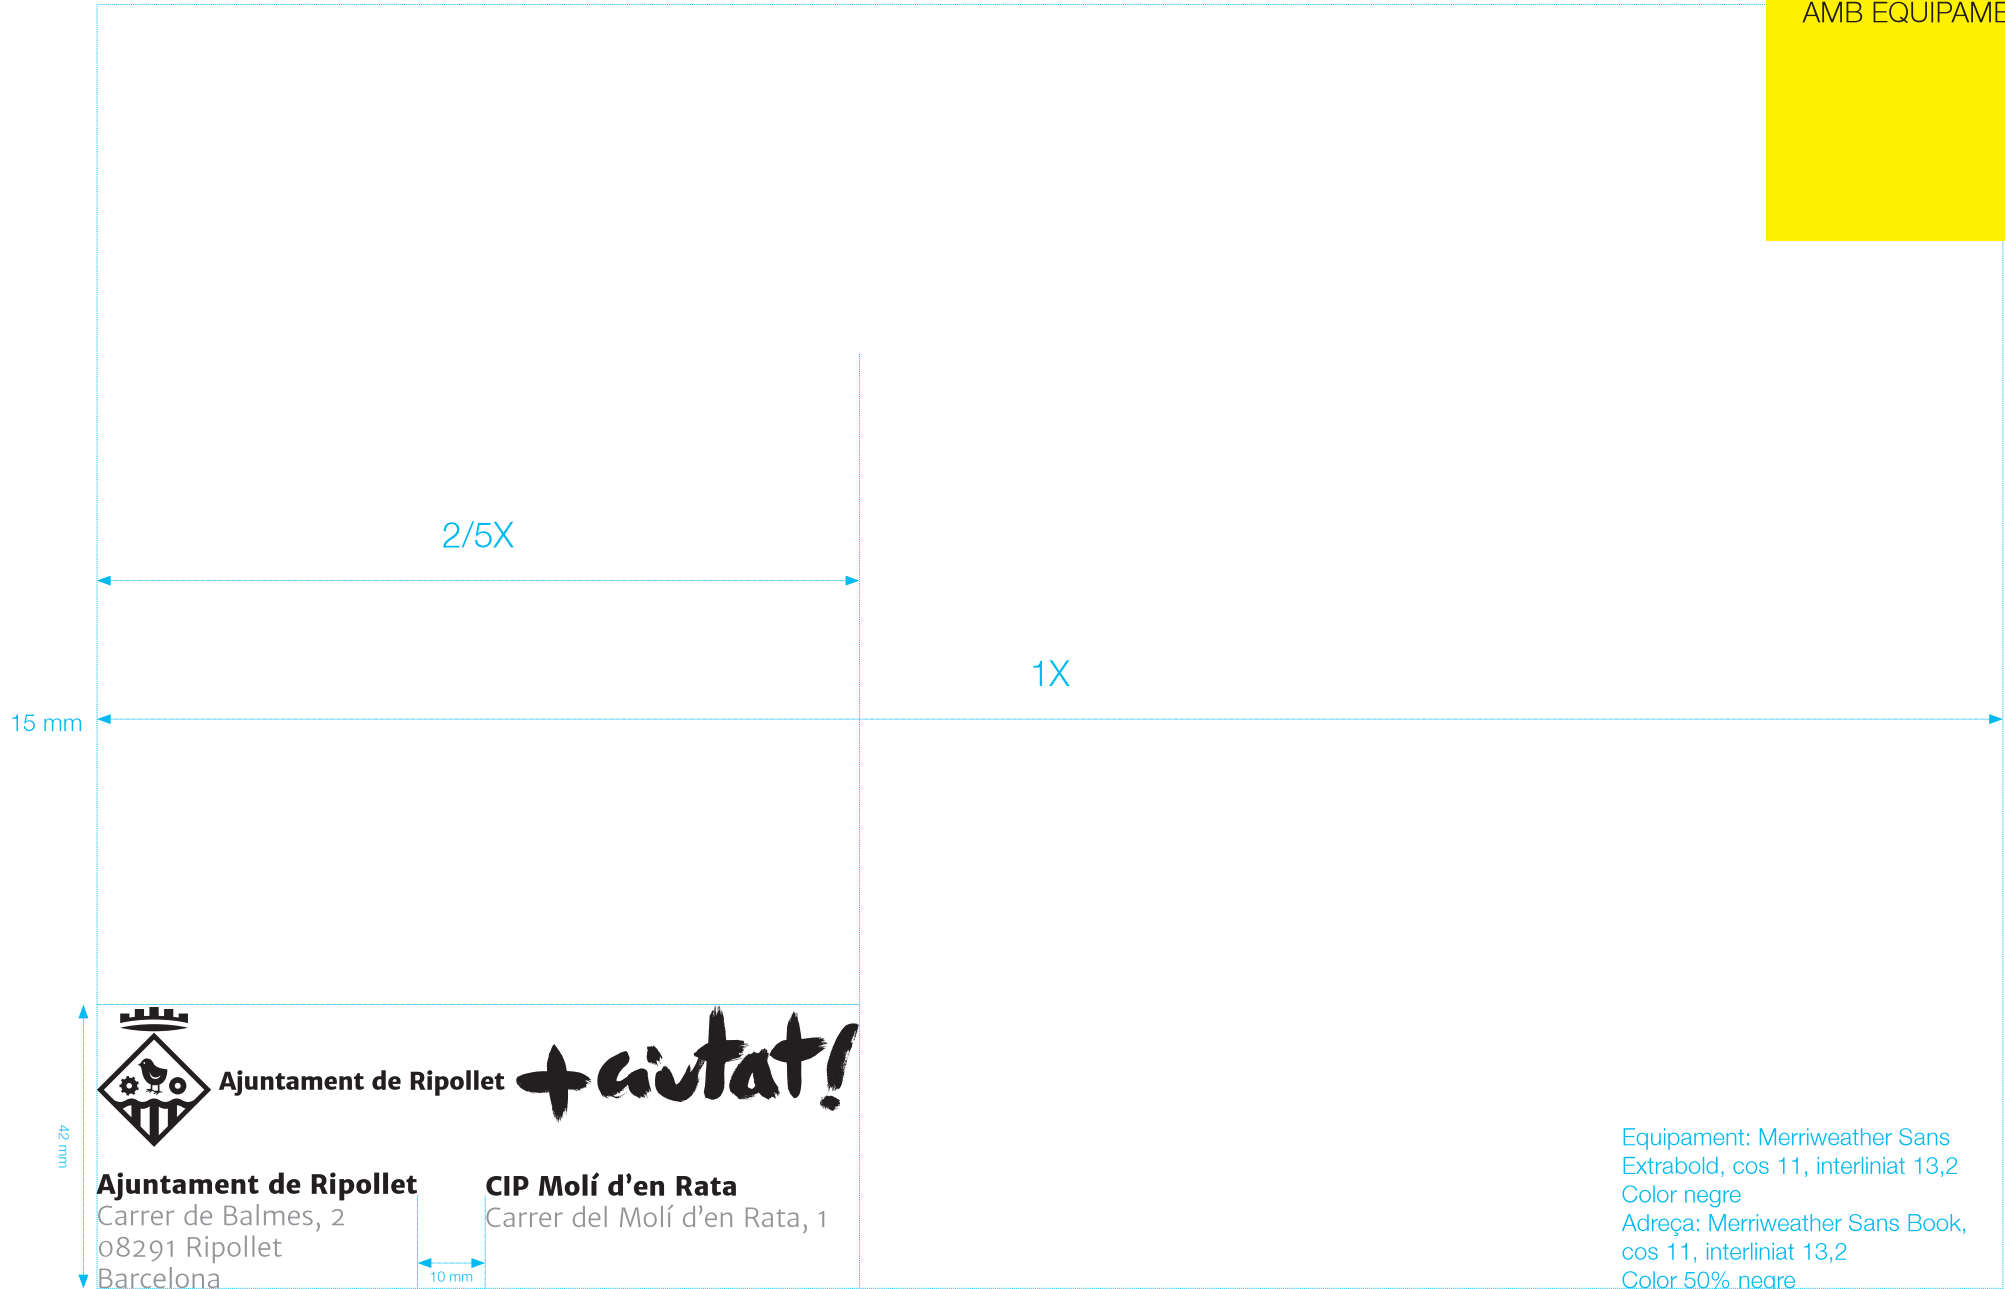 AMB EQUIPAME
2/5X
1X
15 mm
Ajuntament de Ripollet
+ciutat!
42 mm
Ajuntament de Ripollet
Carrer de Balmes, 2
08291 Ripollet
Barcelona
10 mm
CIP Molí d’en Rata
Carrer del Molí d’en Rata, 1
Equipament: Merriweather Sans
Extrabold, cos 11, interliniat 13,2
Color negre
Adreça: Merriweather Sans Book,
cos 11, interliniat 13,2
Color 50% negre